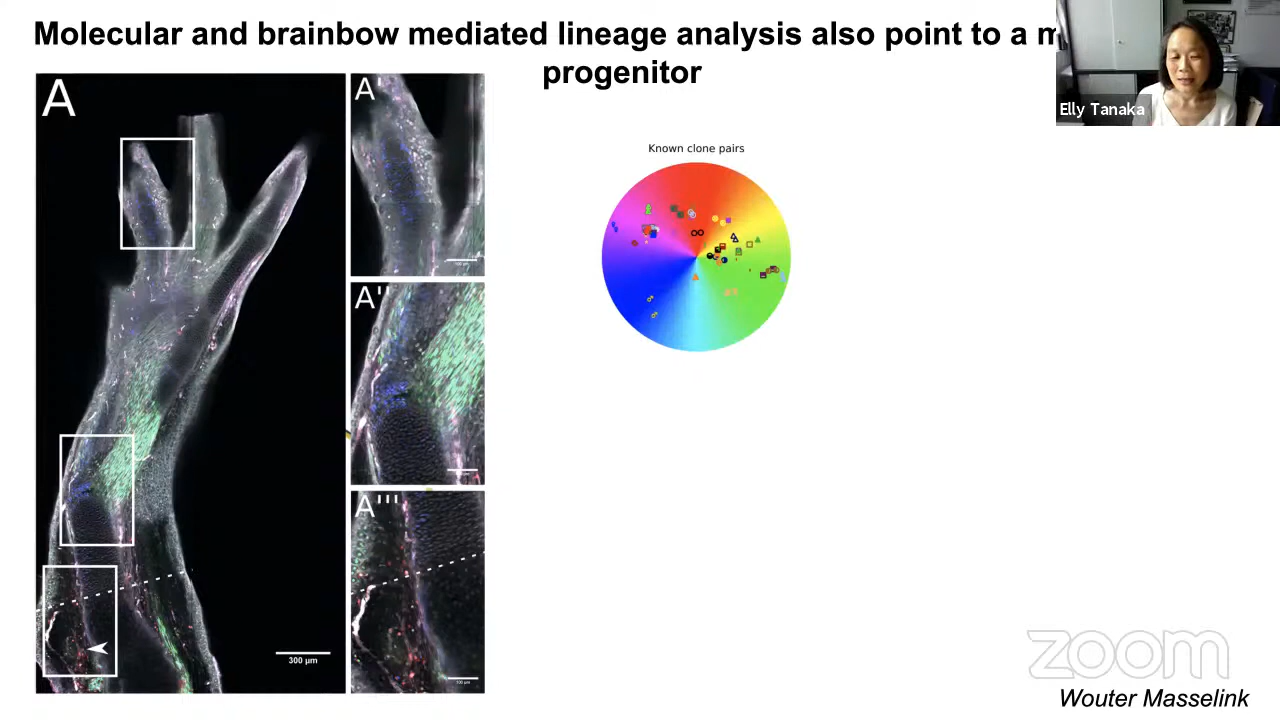 Molecular and brainbow mediated lineage analysis also point to a
progenitor
Elly Tanaka
A
A'
A''
A'''
Known clone pairs
300 µm
zoom
Wouter Masselink